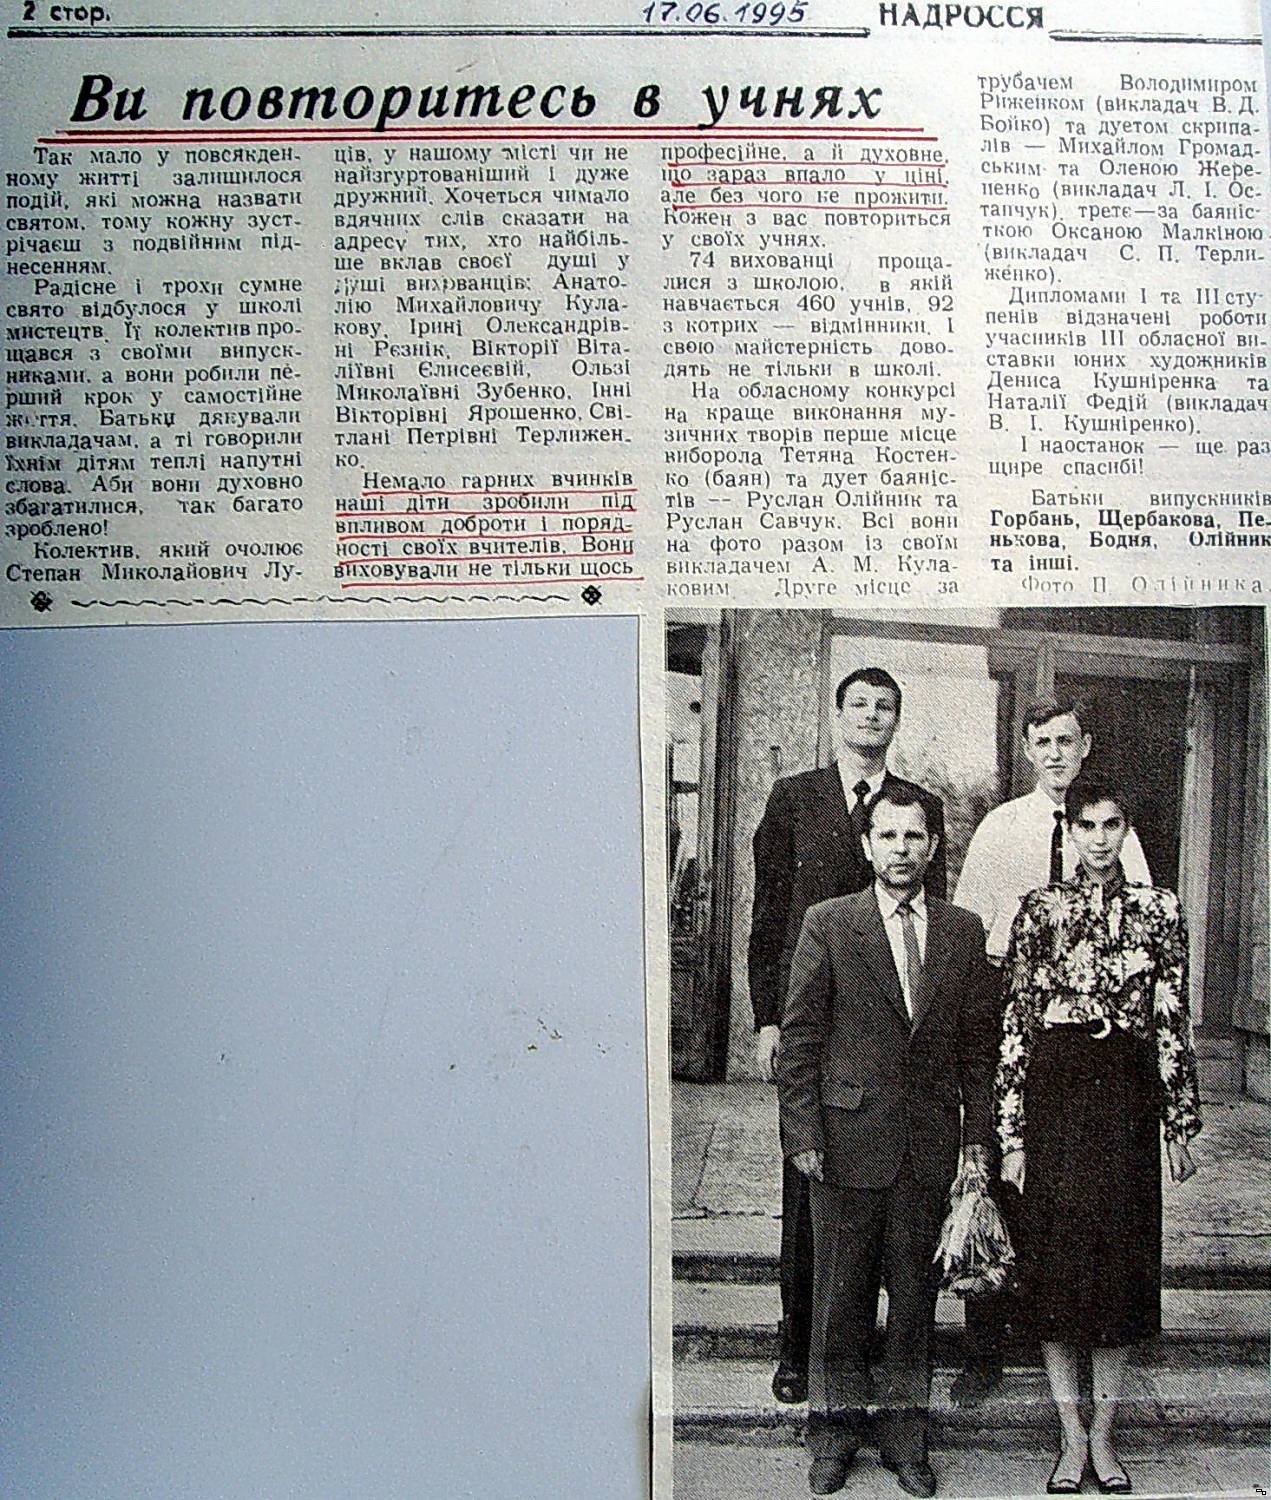 2 стор.
17.06.1995
НАДРОССЯ
Ви повторитесь в учнях
Так мало у повсякден-
ному житті залишилося
подій, які можна назвати
святом, тому кожну зуст-
річаєш з подвійним під-
несенням.
Радісне і трохи сумне
свято відбулося у школі
мистецтв. Її колектив про-
щався з своїми випуск-
никами, а вони робили пе-
рший крок у самостійне
життя. Батьки дякували
викладачам, а ті говорили
їхнім дітям теплі напутні
слова. Аби вони духовно
збагатилися, так багато
зроблено!
Колектив, який очолює
Степан Миколайович Лу-
ців, у нашому місті чи не
найзгуртованіший і дуже
дружний. Хочеться чимало
вдячних слів сказати на
адресу тих, хто найбіль-
ше вклав своєї душі у
душі вихованців: Анато-
лію Михайловичу Кула-
кову, Ірині Олександрів-
ні Рєзнік, Вікторії Віта-
ліївні Єлисеєвій, Ользі
Миколаївні Зубенко, Інні
Вікторівні Ярошенко, Сві-
тлані Петрівні Терлижен-
ко.
Немало гарних вчинків
наші діти зробили під
впливом доброти і поряд-
ності своїх вчителів. Вони
виховували не тільки щось
професійне, а й духовне,
що зараз впало у ціні,
але без чого не прожити.
Кожен з вас повториться
у своїх учнях.
74 вихованці проща-
лися з школою, в якій
навчається 460 учнів, 92
з котрих — відмінники. І
свою майстерність дово-
дять не тільки в школі.
На обласному конкурсі
на краще виконання му-
зичних творів перше місце
виборола Тетяна Костен-
ко (баян) та дует баяніс-
тів — Руслан Олійник та
Руслан Савчук. Всі вони
на фото разом із своїм
викладачем А. М. Кула-
ковим Друге місце за
трубачем Володимиром
Риженком (викладач В. Д.
Бойко) та дуетом скрипа-
лів — Михайлом Громад-
ським та Оленою Жере-
пенко (викладач Л. І. Ос-
тапчук), третє—за баяніс-
ткою Оксаною Малкіною
(викладач С. П. Терли-
женко).
Дипломами І та ІІІ сту-
пенів відзначені роботи
учасників ІІІ обласної ви-
ставки юних художників
Дениса Кушніренка та
Наталії Федій (викладач
В. І. Кушніренко).
І наостанок — ще раз
щире спасибі!
Батьки випускників
Горбань, Щербакова, Пе-
нькова, Бодня, Олійник
та інші.
Фото П. Олійника.